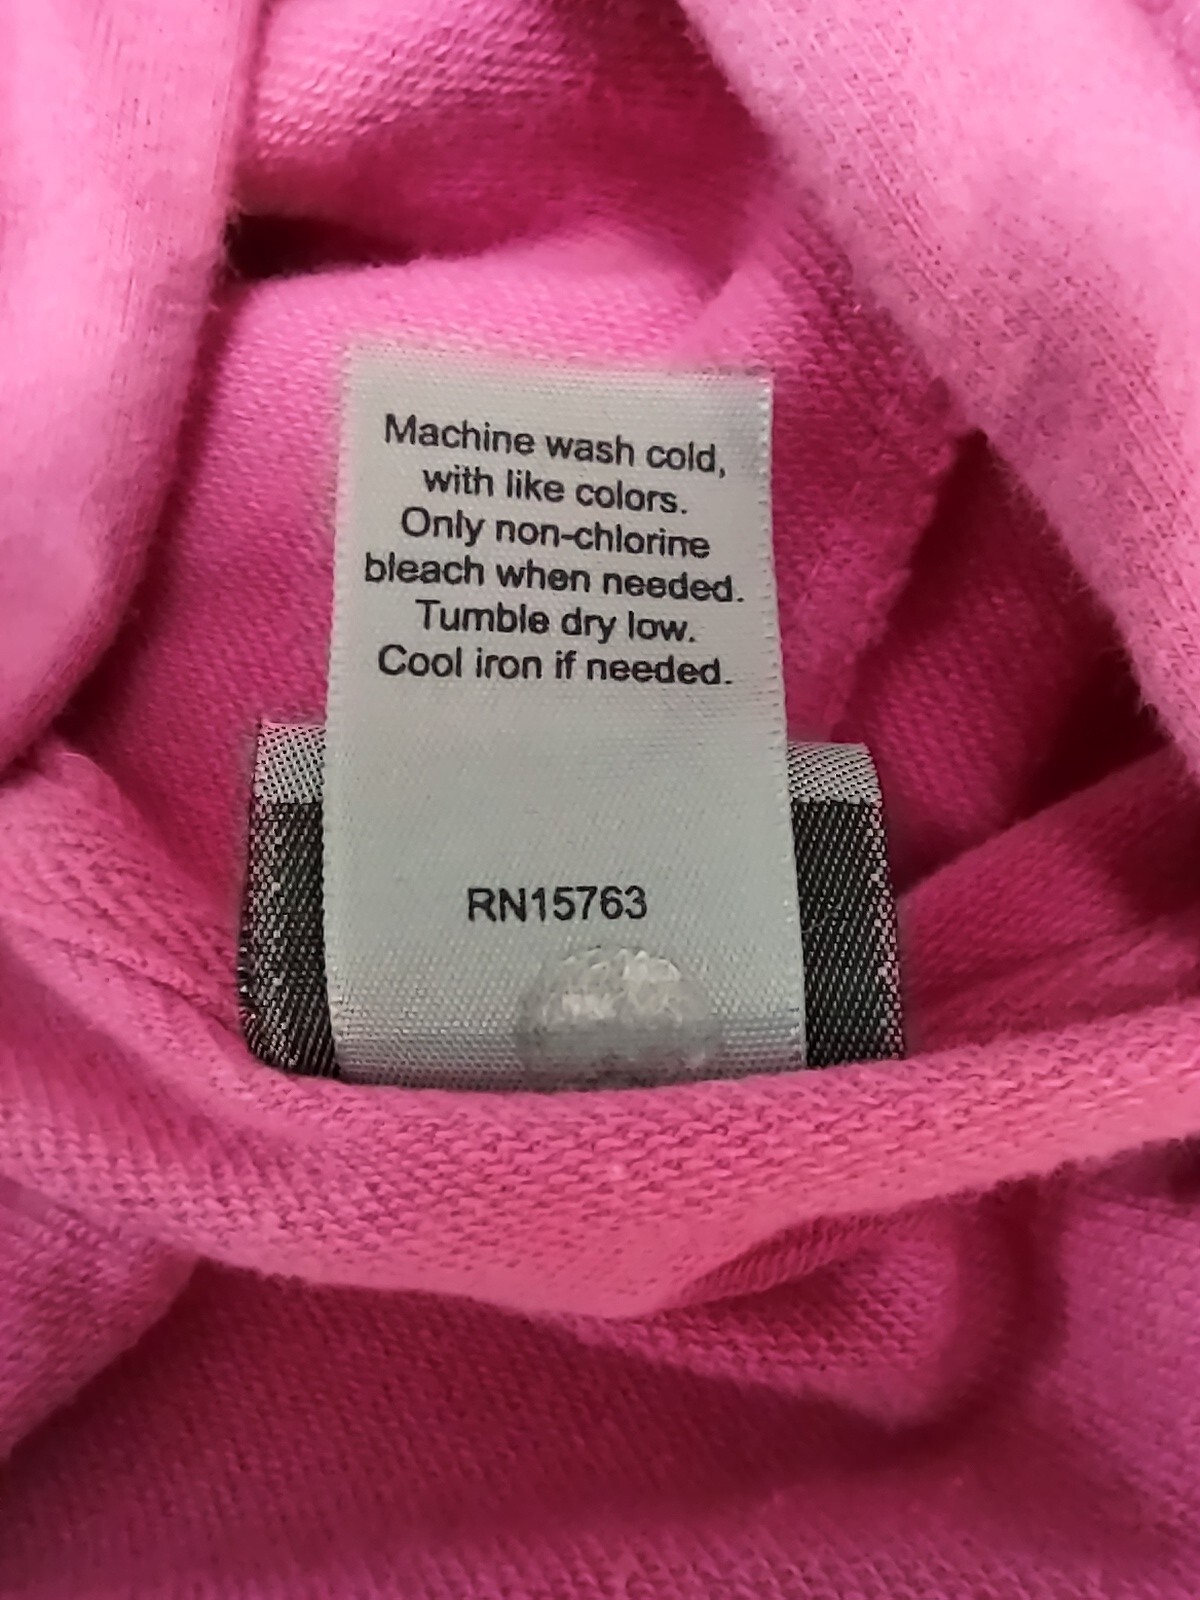 Machine wash cold,
with like colors.
Only non-chlorine
bleach when needed.
Tumble dry low.
Cool iron if needed.
RN15763